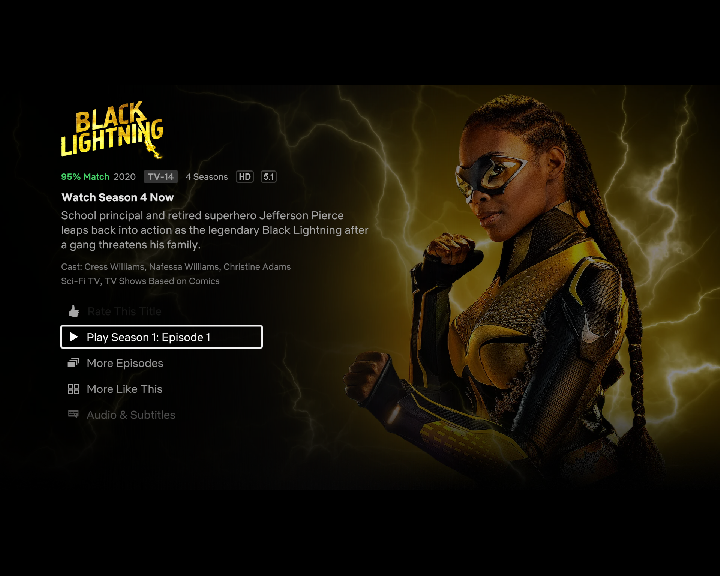 BLACK
LIGHTNING
95% Match 2020 TV-14 4 Seasons HD 5.1
Watch Season 4 Now
School principal and retired superhero Jefferson Pierce
leaps back into action as the legendary Black Lightning after
a gang threatens his family.
Cast: Cress Williams, Nafessa Williams, Christine Adams
Sci-Fi TV, TV Shows Based on Comics
Rate This Title
Play Season 1: Episode 1
More Episodes
More Like This
Audio & Subtitles